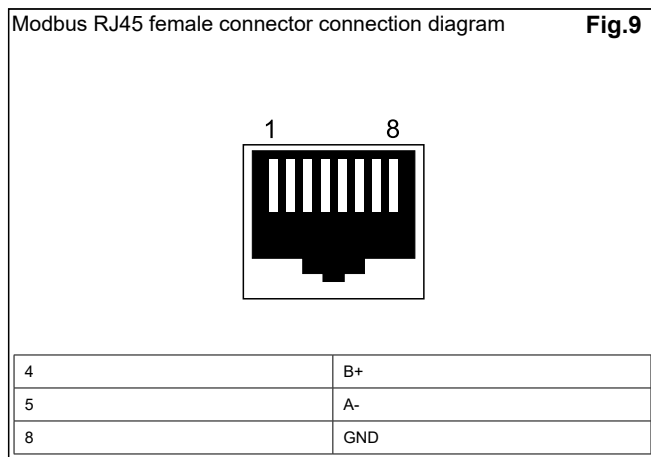 Modbus RJ45 female connector connection diagram Fig.9
1 8
4 B+
5 A-
8 GND